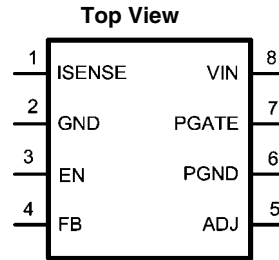 Top View
1 ISENSE VIN 8
2 GND PGATE 7
3 EN PGND 6
4 FB ADJ 5